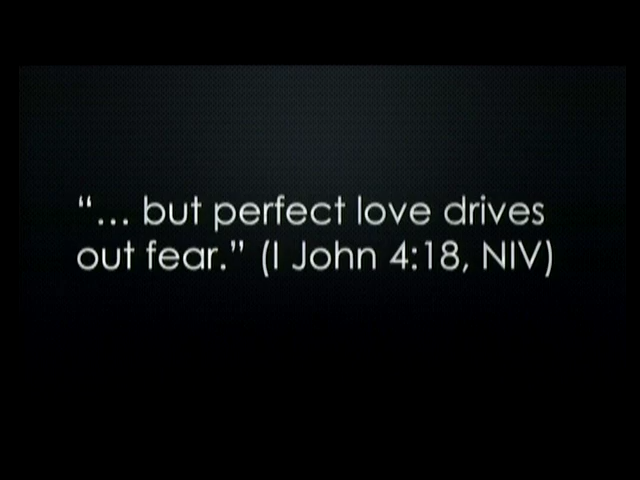 “... but perfect love drives
out fear.” (I John 4:18, NIV)